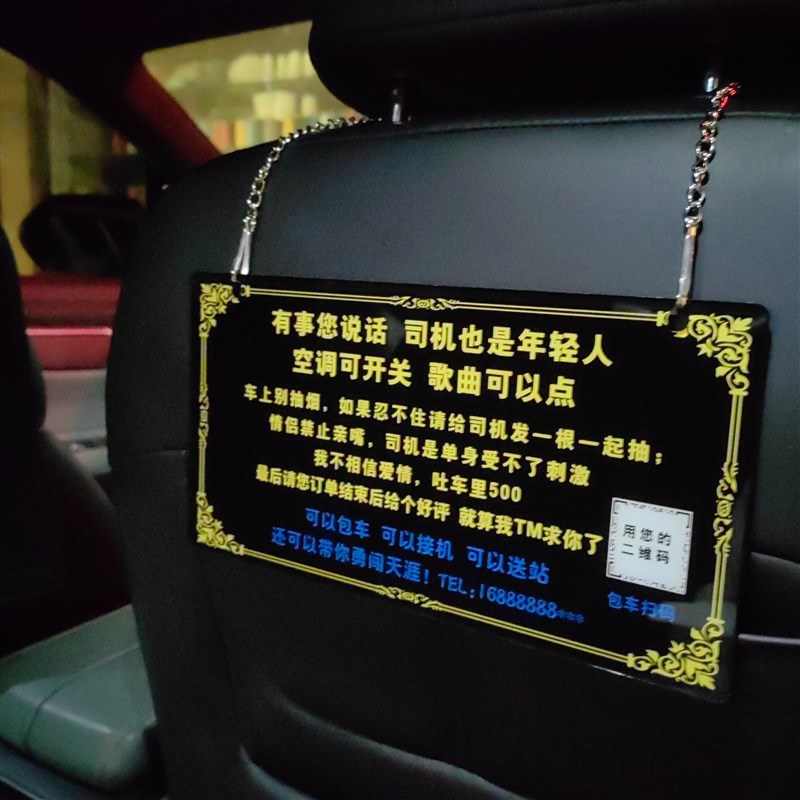 有事您说话 司机也是年轻人
空调可开关 歌曲可以点
车上别抽烟，如果忍不住请给司机发一根一起抽；
情侣禁止亲嘴，司机是单身受不了刺激
我不相信爱情，吐车里500
最后请您订单结束后给个好评 就算我TM求你了
可以包车 可以接机 可以送站
还可以带你勇闯天涯！TEL:16888888***
用您的
二维码
包车扫码